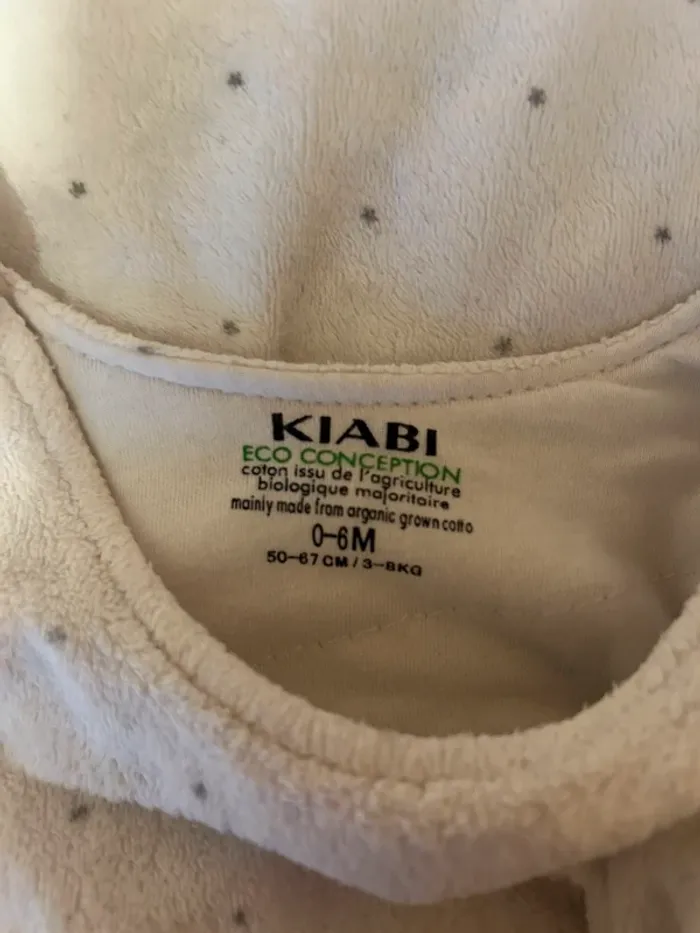 KIABI
ECO CONCEPTION
coton issu de l'agriculture
biologique majoritaire
mainly made from organic grown cotto
0-6M
50-67 CM / 3-8KG